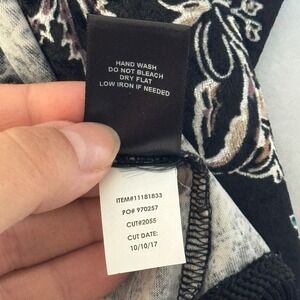 HAND WASH
DO NOT BLEACH
DRY FLAT
LOW IRON IF NEEDED
ITEM#11181833
PO# 970257
CUT#2055
CUT DATE:
10/10/17